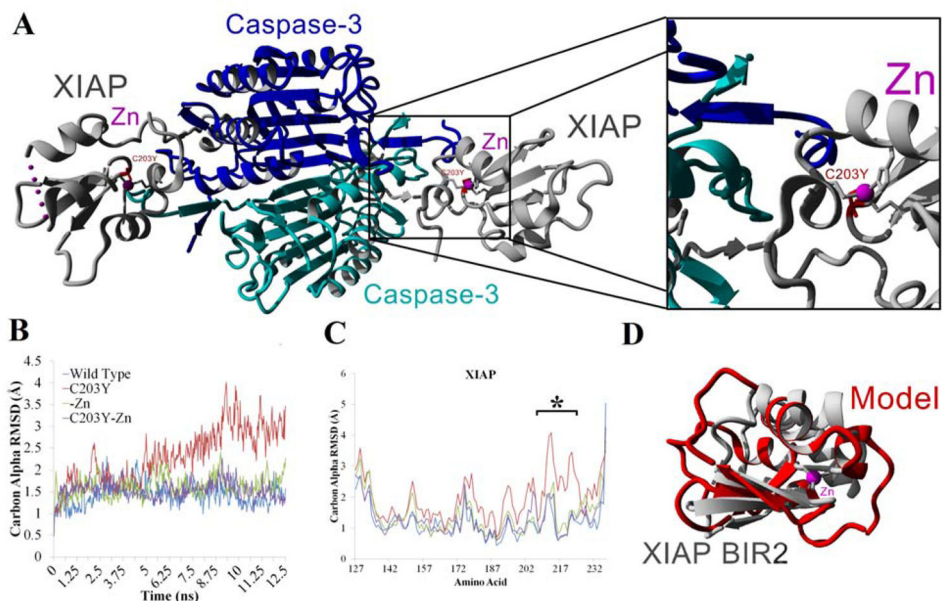 A
Caspase-3
XIAP
Zn
C203Y
Zn
C203Y
XIAP
Caspase-3
Zn
C203Y
B
Carbon Alpha RMSD (Å)
4.5
4
3.5
3
2.5
2
1.5
1
0.5
0
Wild Type
C203Y
-Zn
C203Y-Zn
0
1.25
2.5
3.75
5
6.25
7.5
8.75
10
11.25
12.5
Time (ns)
C
XIAP
Carbon Alpha RMSD (Å)
6
5
4
3
2
1
0
*
127 142 157 172 187 202 217 232
Amino Acid
D
Model
Zn
XIAP BIR2